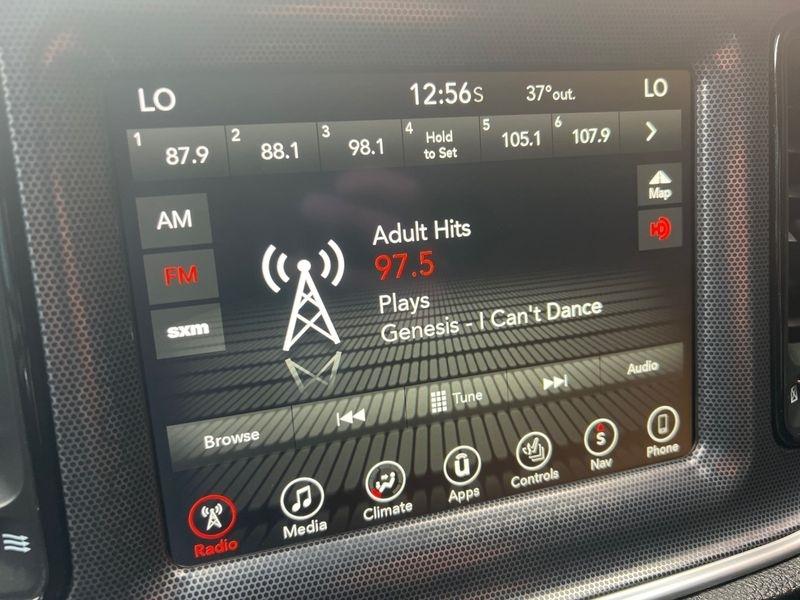 LO 12:56S 37°out. LO
1 87.9 2 88.1 3 98.1 4 Hold to Set 5 105.1 6 107.9
Map
AM
HD
Adult Hits
FM
97.5
Plays
sxm
Genesis - I Can't Dance
Browse Tune Audio
Radio Media Climate Apps Controls Nav Phone
U
S